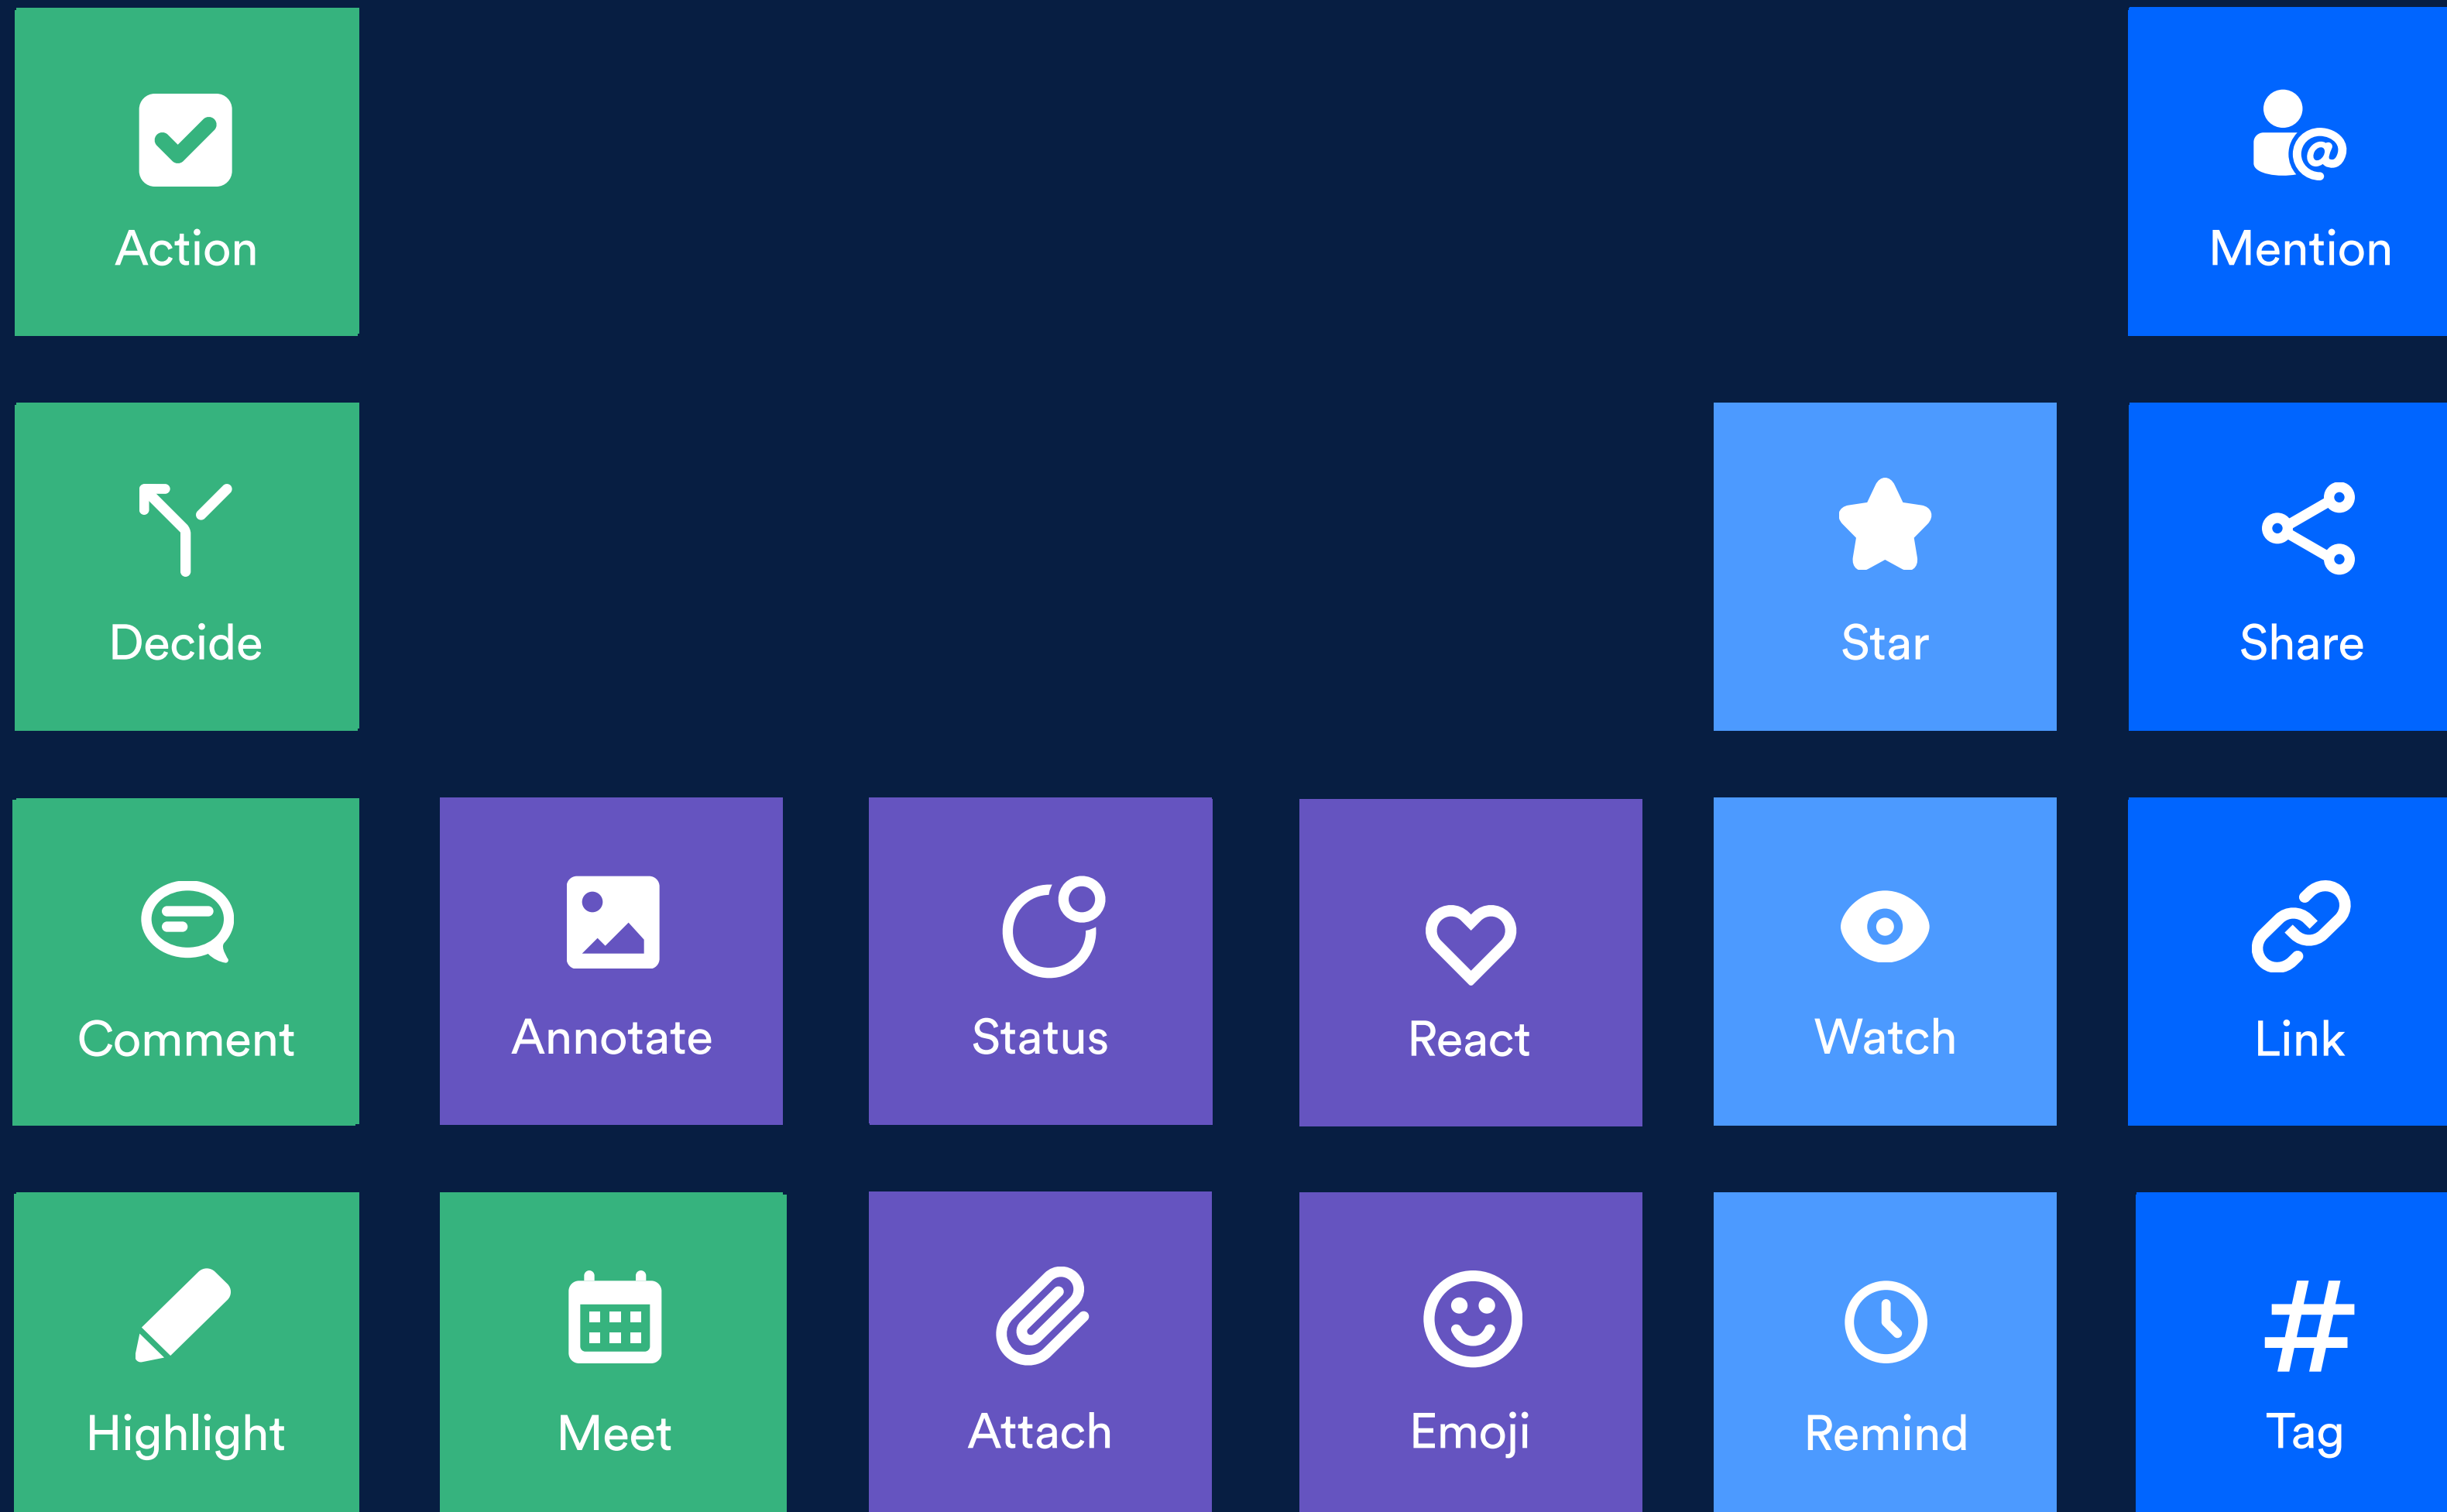 Action
Mention
Decide
Star
Share
Comment
Annotate
Status
React
Watch
Link
Highlight
Meet
Attach
Emoji
Remind
Tag